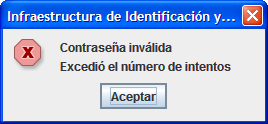 Infraestructura de Identificación y...
Contraseña inválida
Excedió el número de intentos
Aceptar